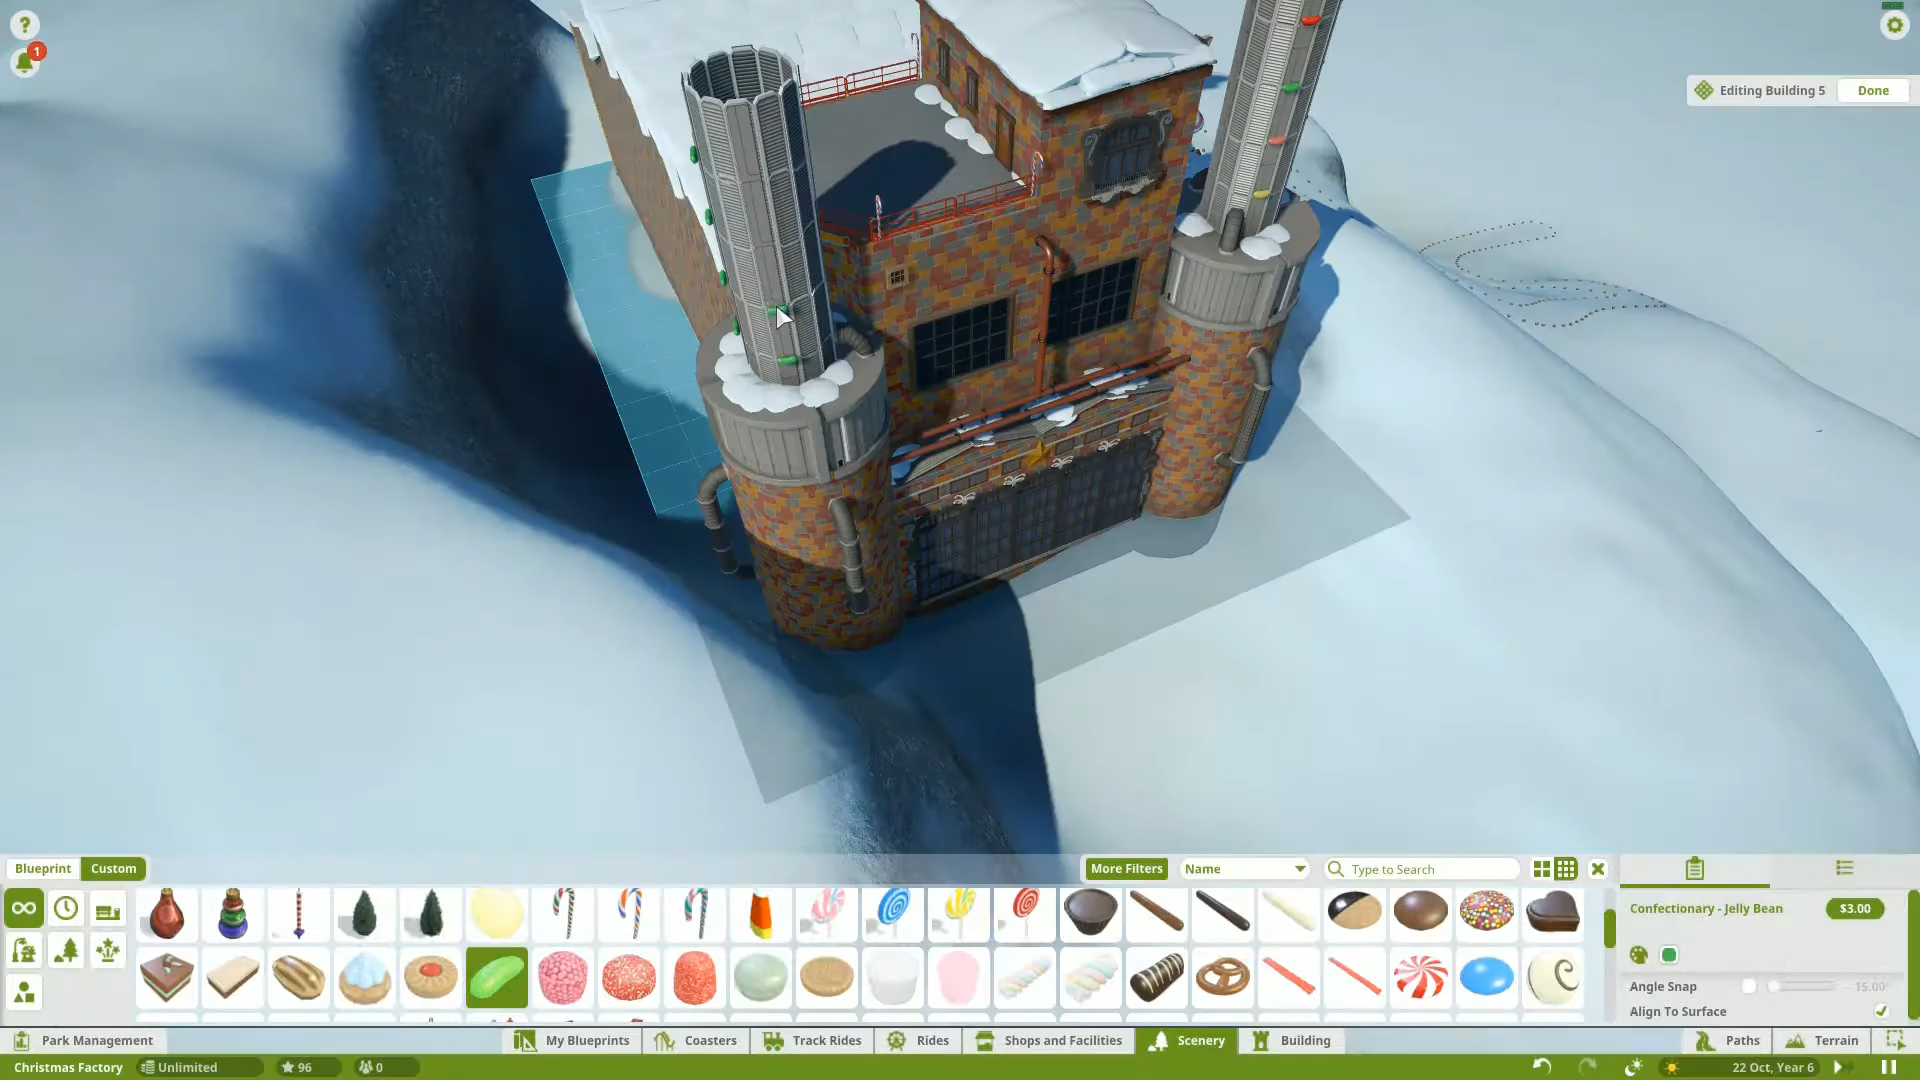 ?
1
Editing Building 5
Done
Blueprint
Custom
More Filters
Name
Type to Search
Confectionary - Jelly Bean
$3.00
Angle Snap
15.00°
Align To Surface
Park Management
My Blueprints
Coasters
Track Rides
Rides
Shops and Facilities
Scenery
Building
Paths
Terrain
Christmas Factory
Unlimited
96
0
22 Oct, Year 6